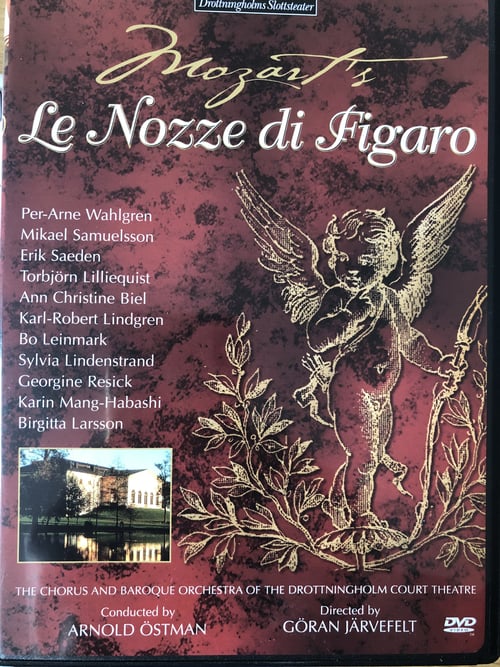 Drottningholms Slottsteater
Mozart's
Le Nozze di Figaro
Per-Arne Wahlgren
Mikael Samuelsson
Erik Saeden
Torbjörn Lilliequist
Ann Christine Biel
Karl-Robert Lindgren
Bo Leinmark
Sylvia Lindenstrand
Georgine Resick
Karin Mang-Habashi
Birgitta Larsson
THE CHORUS AND BAROQUE ORCHESTRA OF THE DROTTNINGHOLM COURT THEATRE
Conducted by
ARNOLD ÖSTMAN
Directed by
GÖRAN JÄRVEFELT
DVD
VIDEO